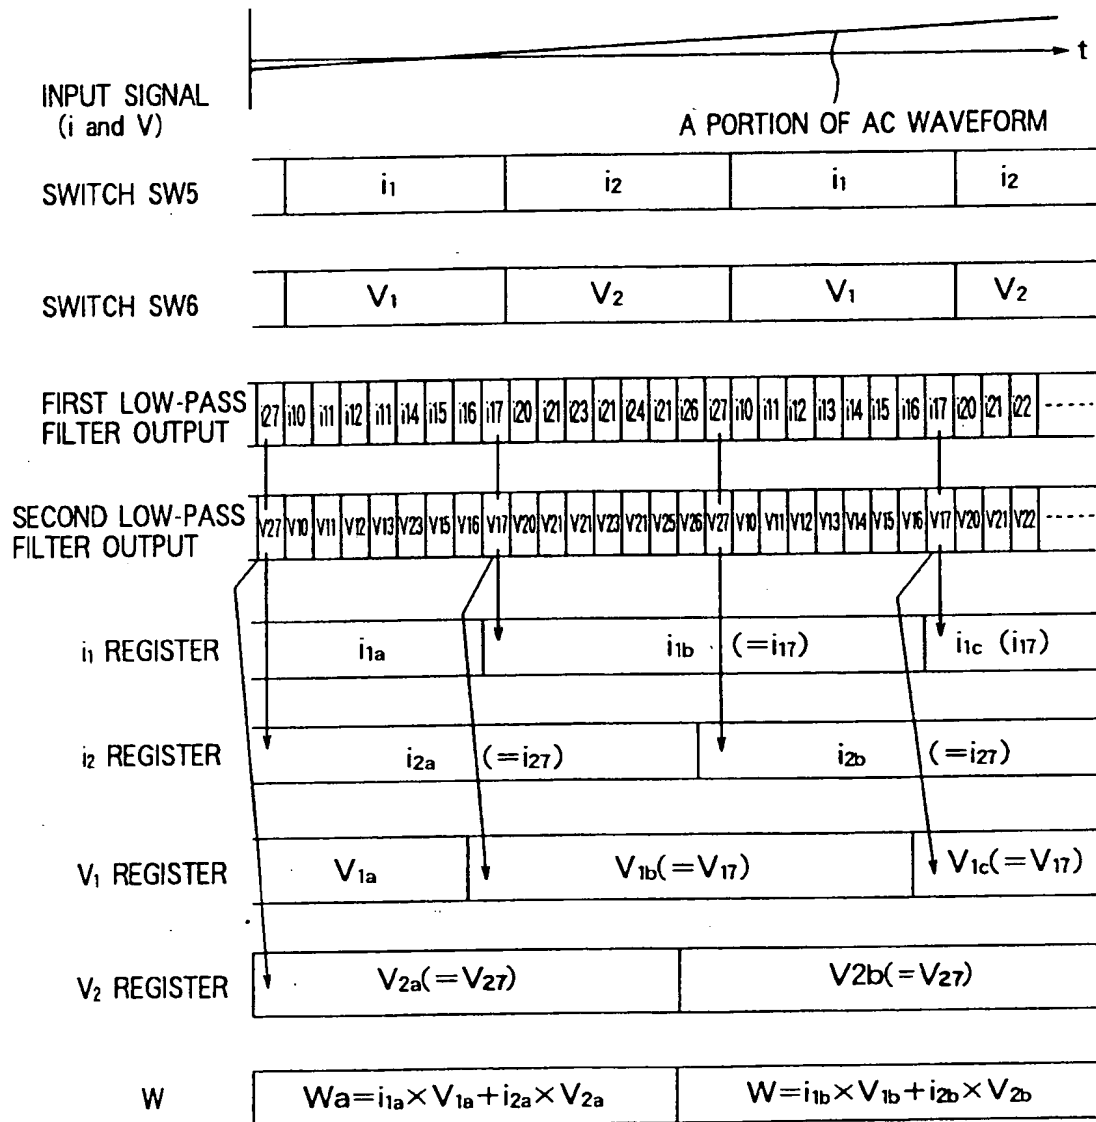 t
INPUT SIGNAL
(i and V)
A PORTION OF AC WAVEFORM
SWITCH SW5 i1 i2 i1 i2
SWITCH SW6 V1 V2 V1 V2
FIRST LOW-PASS
FILTER OUTPUT
i27 i10 i11 i12 i11 i14 i15 i16 i17 i20 i21 i23 i21 i24 i21 i26 i27 i10 i11 i12 i13 i14 i15 i16 i17 i20 i21 i22 -----
SECOND LOW-PASS
FILTER OUTPUT
V27 V10 V11 V12 V13 V23 V15 V16 V17 V20 V21 V21 V23 V21 V25 V26 V27 V10 V11 V12 V13 V14 V15 V16 V17 V20 V21 V22 -----
i1 REGISTER i1a i1b (=i17) i1c (i17)
i2 REGISTER i2a (=i27) i2b (=i27)
V1 REGISTER V1a V1b(=V17) V1c(=V17)
V2 REGISTER V2a(=V27) V2b(=V27)
W Wa=i1a×V1a+i2a×V2a W=i1b×V1b+i2b×V2b